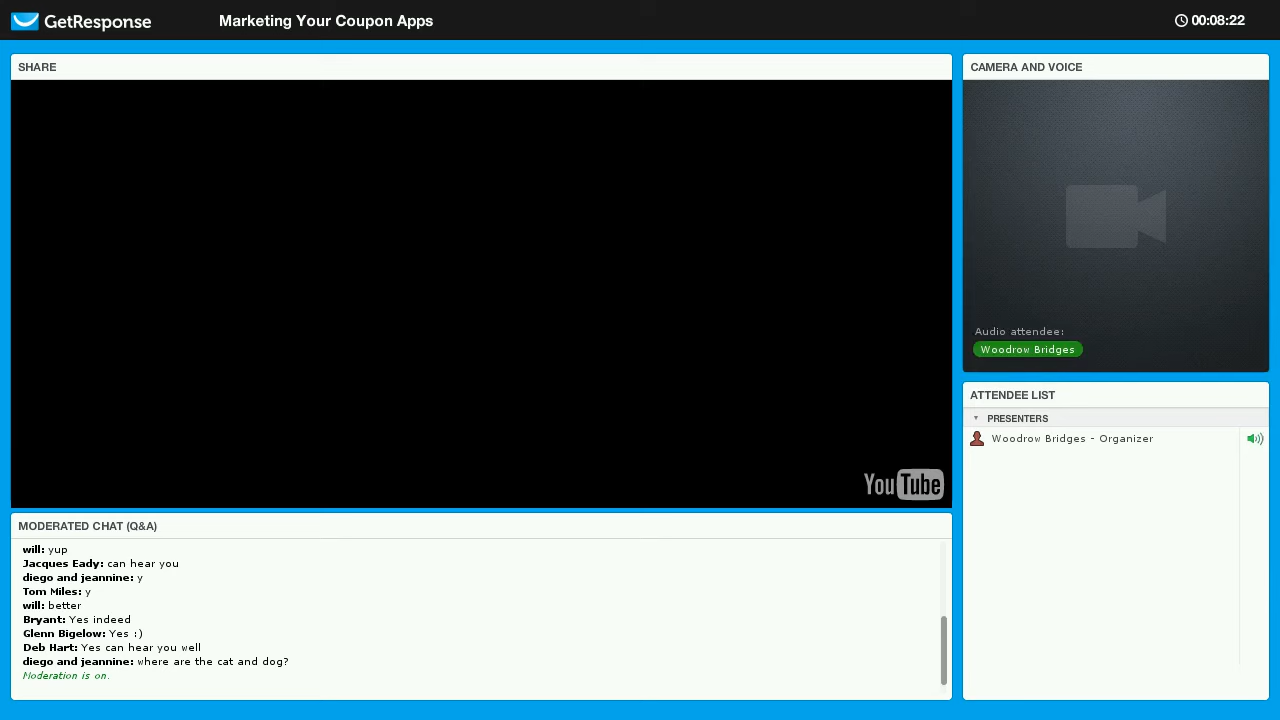 GetResponse
Marketing Your Coupon Apps
00:08:22
SHARE
YouTube
CAMERA AND VOICE
Audio attendee:
Woodrow Bridges
ATTENDEE LIST
PRESENTERS
Woodrow Bridges - Organizer
MODERATED CHAT (Q&A)
will: yup
Jacques Eady: can hear you
diego and jeannine: y
Tom Miles: y
will: better
Bryant: Yes indeed
Glenn Bigelow: Yes :)
Deb Hart: Yes can hear you well
diego and jeannine: where are the cat and dog?
Moderation is on.